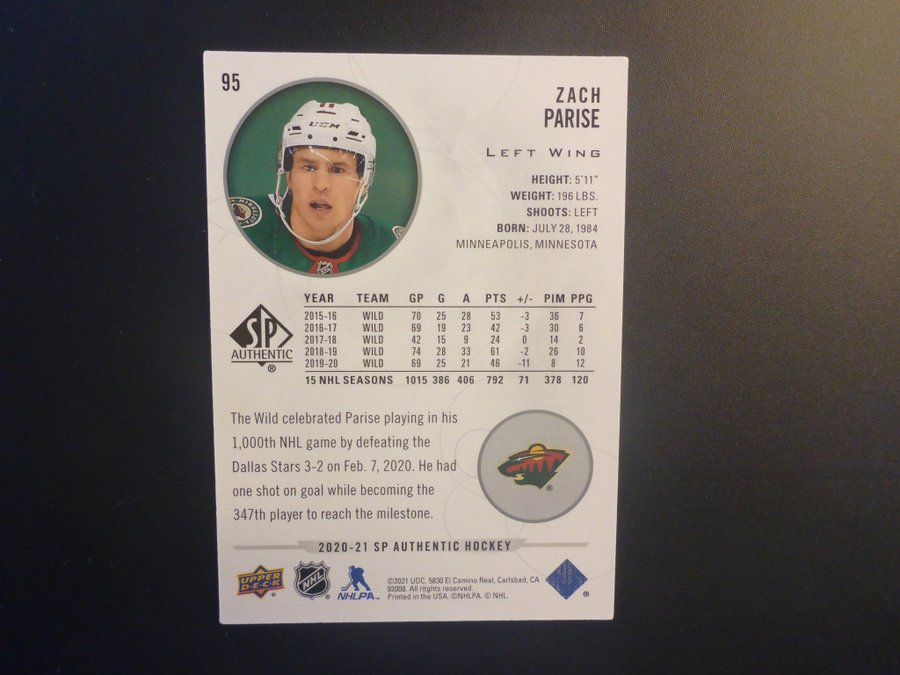 95
ZACH
PARISE
LEFT WING
HEIGHT: 5'11"
WEIGHT: 196 LBS.
SHOOTS: LEFT
BORN: JULY 28, 1984
MINNEAPOLIS, MINNESOTA
CCM
SP
AUTHENTIC
®
YEAR TEAM GP G A PTS +/- PIM PPG
2015-16 WILD 70 25 28 53 -3 36 7
2016-17 WILD 69 19 23 42 -3 30 6
2017-18 WILD 42 15 9 24 0 14 2
2018-19 WILD 74 28 33 61 -2 26 10
2019-20 WILD 69 25 21 46 -11 8 12
15 NHL SEASONS 1015 386 406 792 71 378 120
The Wild celebrated Parise playing in his
1,000th NHL game by defeating the
Dallas Stars 3-2 on Feb. 7, 2020. He had
one shot on goal while becoming the
347th player to reach the milestone.
®
2020-21 SP AUTHENTIC HOCKEY
UPPER
DECK
NHL
NHLPA
©2021 UDC. 5830 El Camino Real, Carlsbad, CA
92008. All rights reserved.
Printed in the USA. ©NHLPA. © NHL.
®